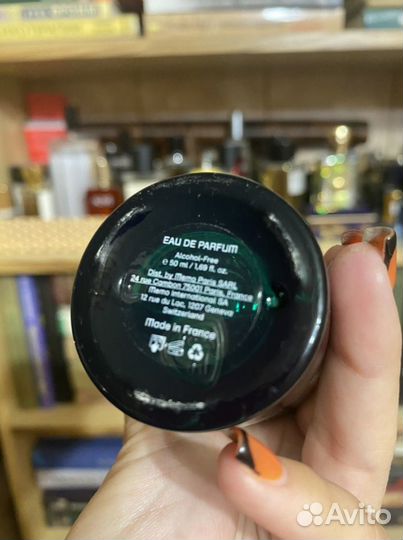 EAU DE PARFUM
Alcohol-Free
e 50 ml / 1,69 fl. oz.
Dist. by Memo Paris SARL
24 rue Cambon 75001 Paris, France
Memo International SA
12 rue du Lac, 1207 Geneva
Switzerland
Made in France
Avito